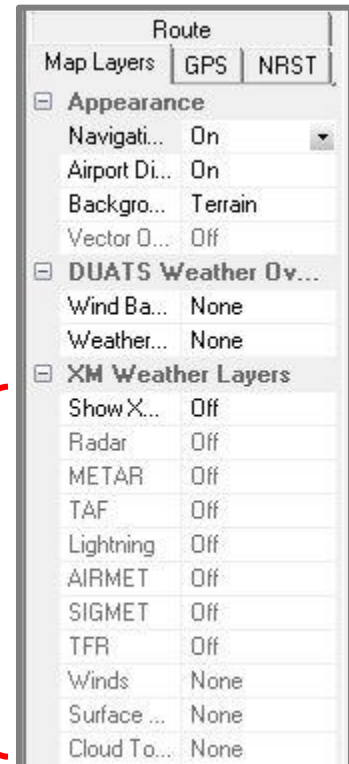 Route
Map Layers GPS NRST
Appearance
Navigati... On
Airport Di... On
Backgro... Terrain
Vector O... Off
DUATS Weather Ov...
Wind Ba... None
Weather... None
XM Weather Layers
Show X... Off
Radar Off
METAR Off
TAF Off
Lightning Off
AIRMET Off
SIGMET Off
TFR Off
Winds None
Surface ... None
Cloud To... None